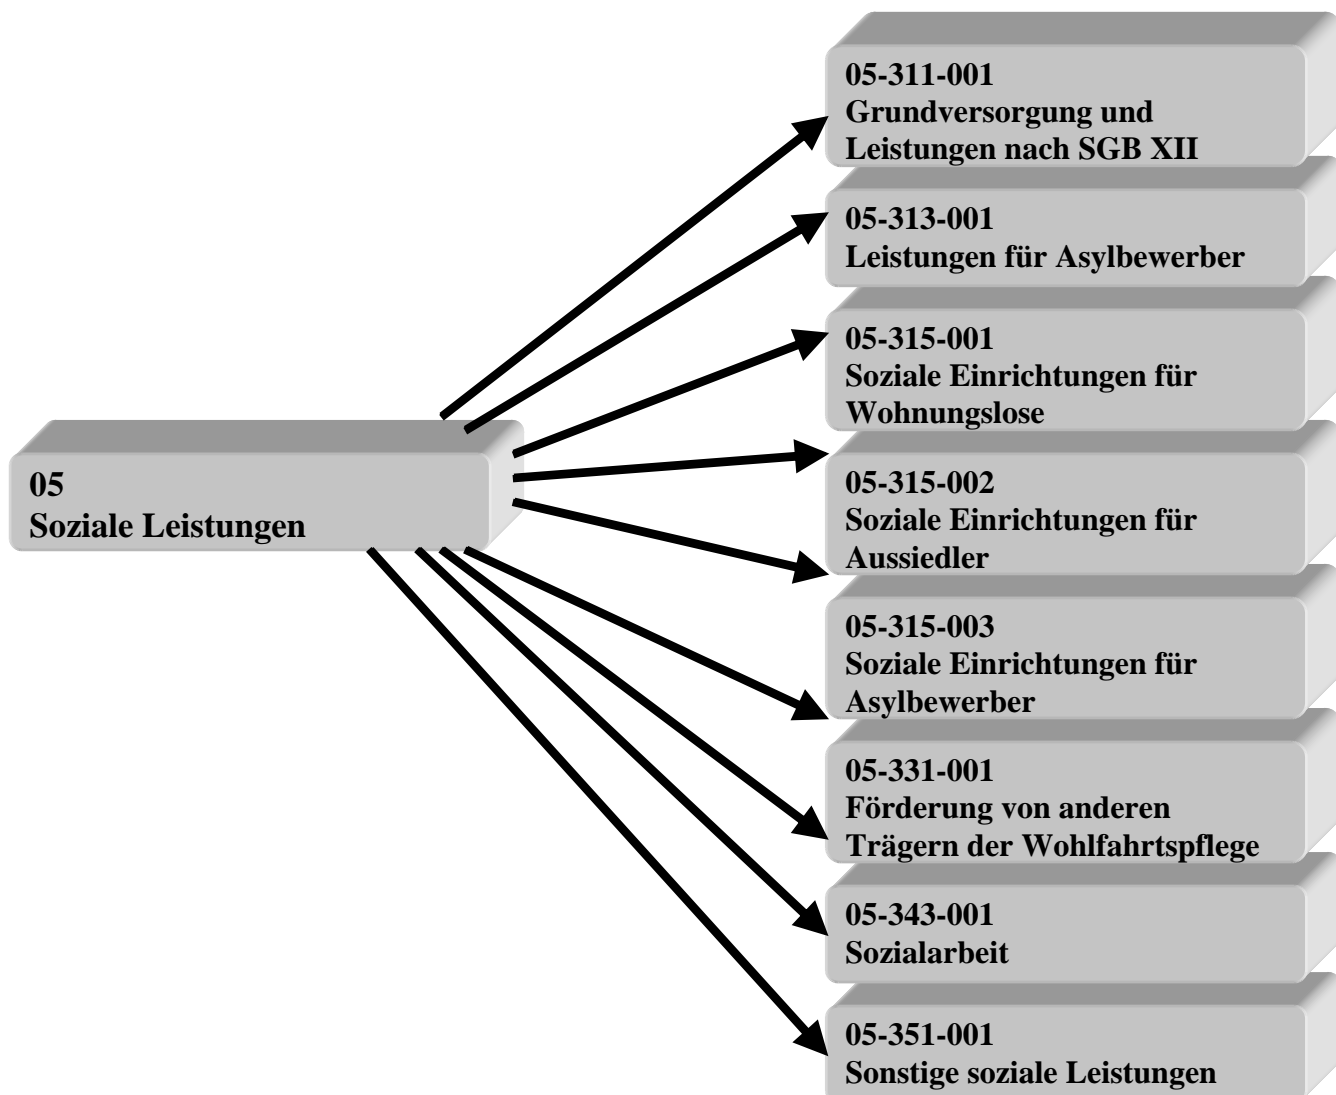 05
Soziale Leistungen
05-311-001
Grundversorgung und
Leistungen nach SGB XII
05-313-001
Leistungen für Asylbewerber
05-315-001
Soziale Einrichtungen für
Wohnungslose
05-315-002
Soziale Einrichtungen für
Aussiedler
05-315-003
Soziale Einrichtungen für
Asylbewerber
05-331-001
Förderung von anderen
Trägern der Wohlfahrtspflege
05-343-001
Sozialarbeit
05-351-001
Sonstige soziale Leistungen